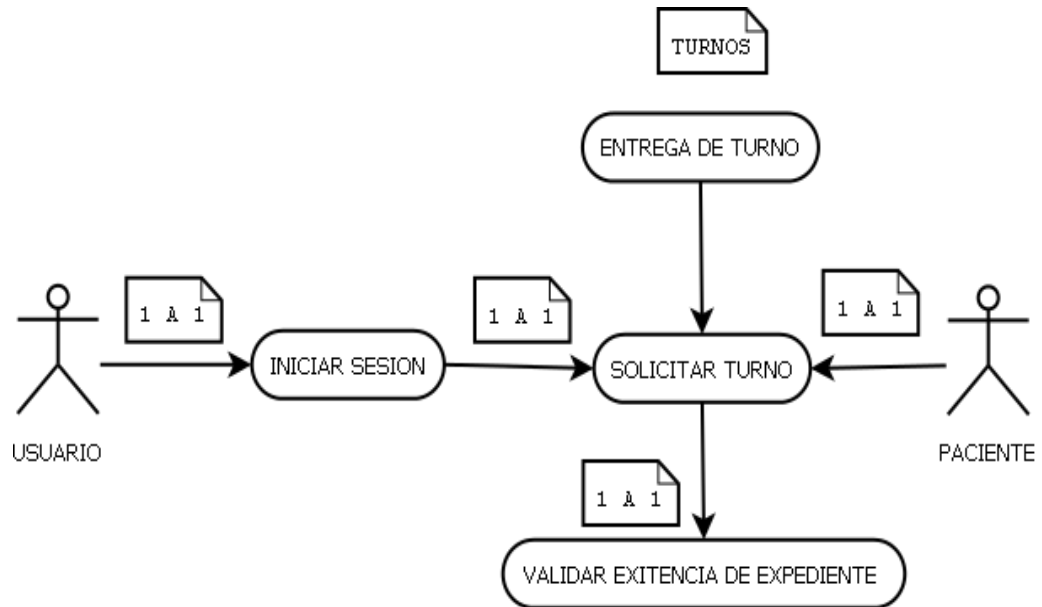 TURNOS
ENTREGA DE TURNO
1 A 1
1 A 1
1 A 1
INICIAR SESION
SOLICITAR TURNO
USUARIO
PACIENTE
1 A 1
VALIDAR EXITENCIA DE EXPEDIENTE